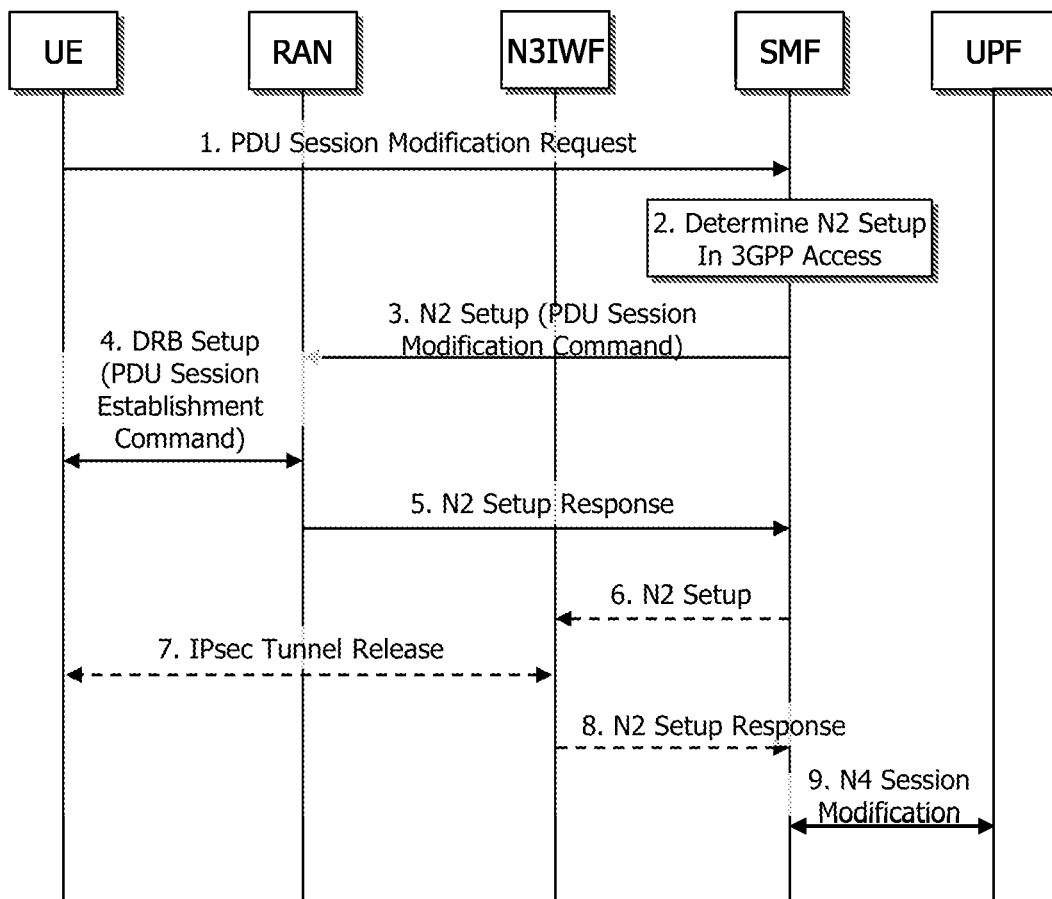 UE
RAN
N3IWF
SMF
UPF
1. PDU Session Modification Request
2. Determine N2 Setup
In 3GPP Access
3. N2 Setup (PDU Session
Modification Command)
4. DRB Setup
(PDU Session
Establishment
Command)
5. N2 Setup Response
6. N2 Setup
7. IPsec Tunnel Release
8. N2 Setup Response
9. N4 Session
Modification